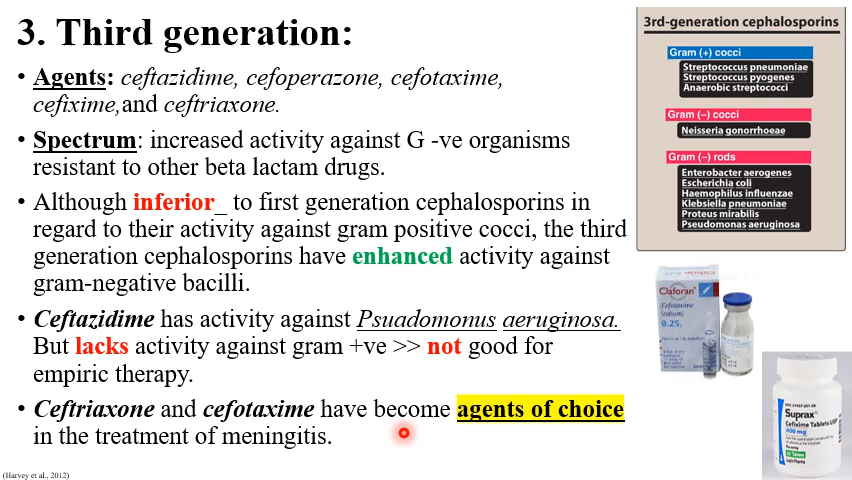 3. Third generation:
• Agents: ceftazidime, cefoperazone, cefotaxime,
cefixime,and ceftriaxone.
• Spectrum: increased activity against G -ve organisms
resistant to other beta lactam drugs.
• Although inferior_ to first generation cephalosporins in
regard to their activity against gram positive cocci, the third
generation cephalosporins have enhanced activity against
gram-negative bacilli.
• Ceftazidime has activity against Psuadomonus aeruginosa.
But lacks activity against gram +ve >> not good for
empiric therapy.
• Ceftriaxone and cefotaxime have become agents of choice
in the treatment of meningitis.
(Harvey et al., 2012)
3rd-generation cephalosporins
Gram (+) cocci
Streptococcus pneumoniae
Streptococcus pyogenes
Anaerobic streptococci
Gram (–) cocci
Neisseria gonorrhoeae
Gram (–) rods
Enterobacter aerogenes
Escherichia coli
Haemophilus influenzae
Klebsiella pneumoniae
Proteus mirabilis
Pseudomonas aeruginosa
Claforan
Cefotaxime
Sodium
0.25
Suprax
Cefixime Tablets USP
400 mg